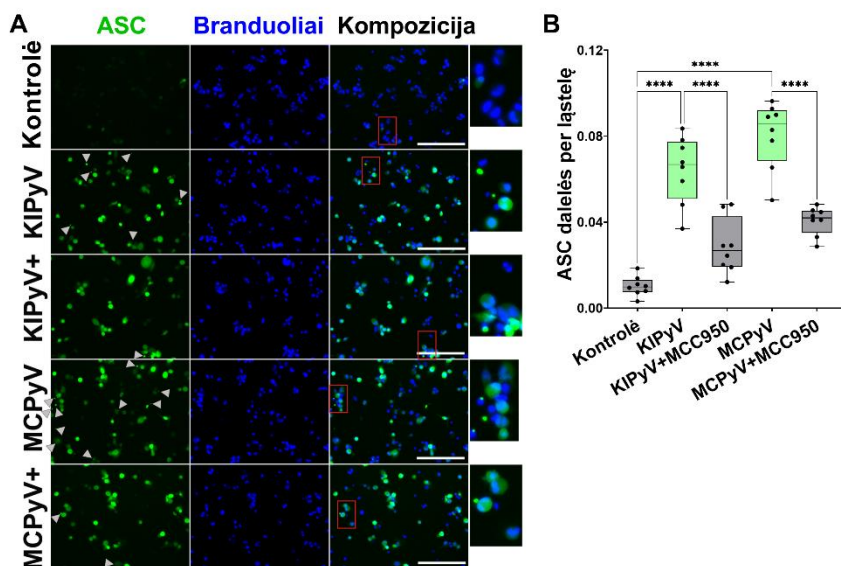 A
ASC
Branduoliai
Kompozicija
Kontrolė
KIPyV
KIPyV+
MCPyV
MCPyV+
B
ASC dalelės per ląstelę
0.12
0.08
0.04
0.00
****
****
****
****
Kontrolė
KIPyV
KIPyV+MCC950
MCPyV
MCPyV+MCC950